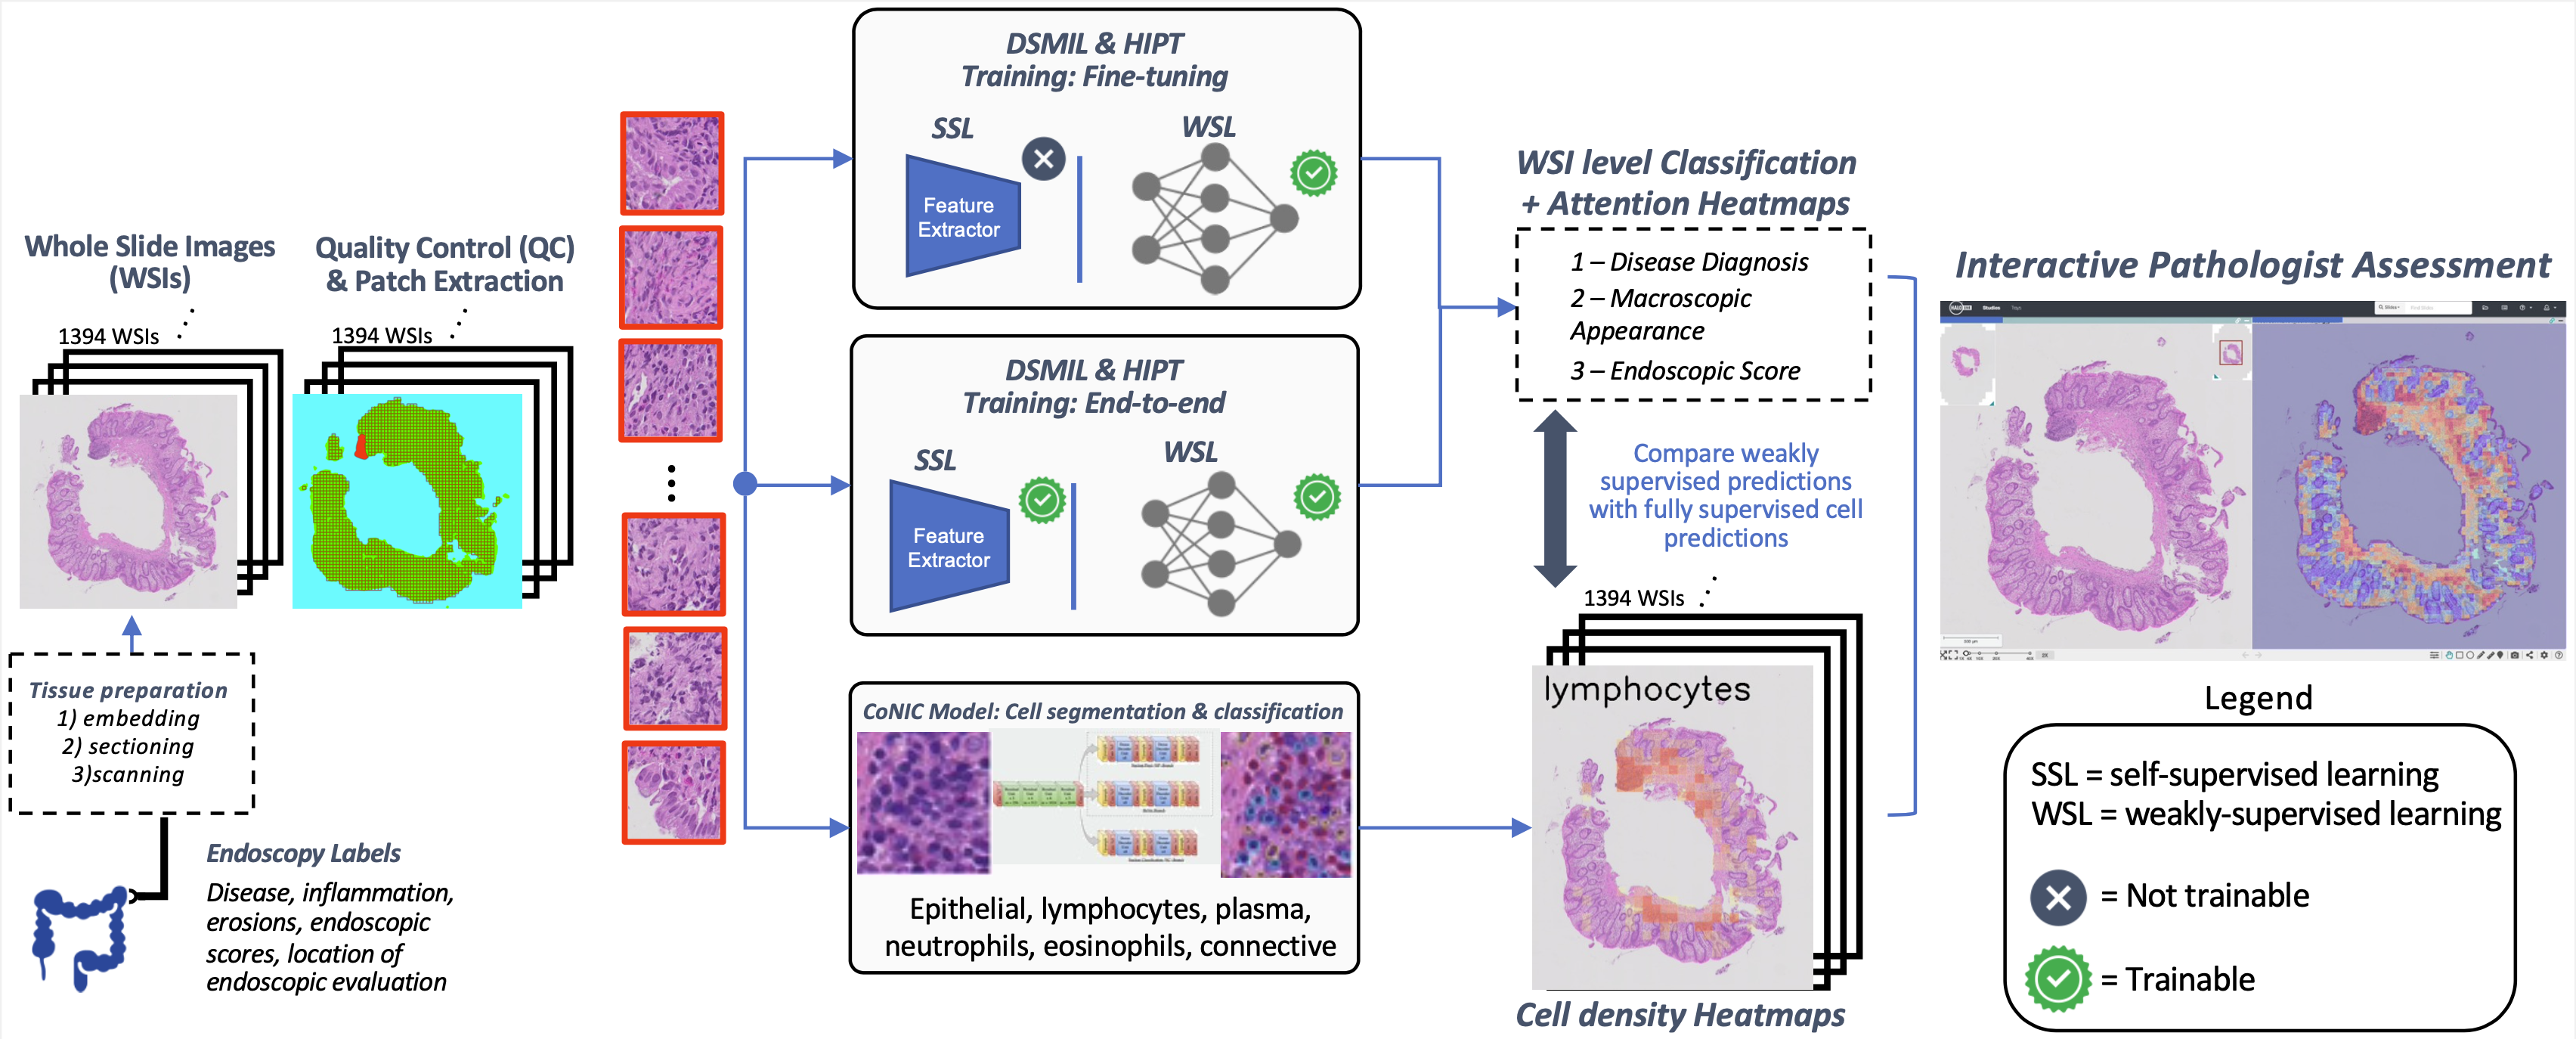 Whole Slide Images
(WSIs)
1394 WSIs
Quality Control (QC)
& Patch Extraction
1394 WSIs
Tissue preparation
1) embedding
2) sectioning
3)scanning
Endoscopy Labels
Disease, inflammation,
erosions, endoscopic
scores, location of
endoscopic evaluation
DSMIL & HIPT
Training: Fine-tuning
SSL
WSL
Feature
Extractor
DSMIL & HIPT
Training: End-to-end
SSL
WSL
Feature
Extractor
CoNIC Model: Cell segmentation & classification
Epithelial, lymphocytes, plasma,
neutrophils, eosinophils, connective
WSI level Classification
+ Attention Heatmaps
1 – Disease Diagnosis
2 – Macroscopic
Appearance
3 – Endoscopic Score
Compare weakly
supervised predictions
with fully supervised cell
predictions
1394 WSIs
lymphocytes
Cell density Heatmaps
Interactive Pathologist Assessment
Studies
Legend
SSL = self-supervised learning
WSL = weakly-supervised learning
= Not trainable
= Trainable